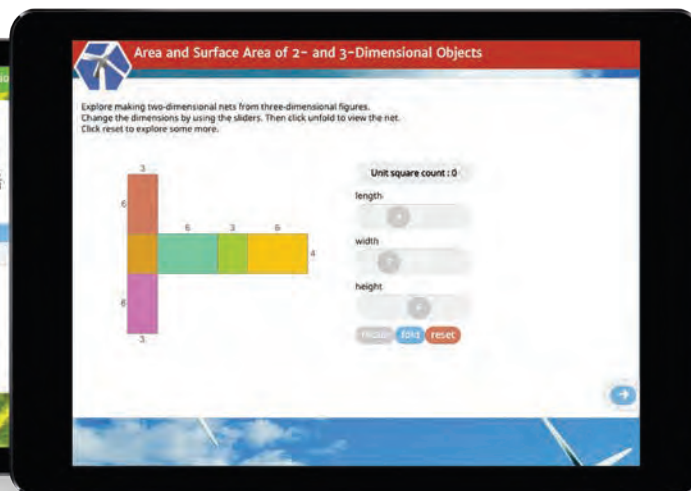 Area and Surface Area of 2- and 3-Dimensional Objects
Explore making two-dimensional nets from three-dimensional figures.
Change the dimensions by using the sliders. Then click unfold to view the net.
Click reset to explore some more.
3
6
6 3 6
4
6
3
Unit square count : 0
length
width
height
fold reset